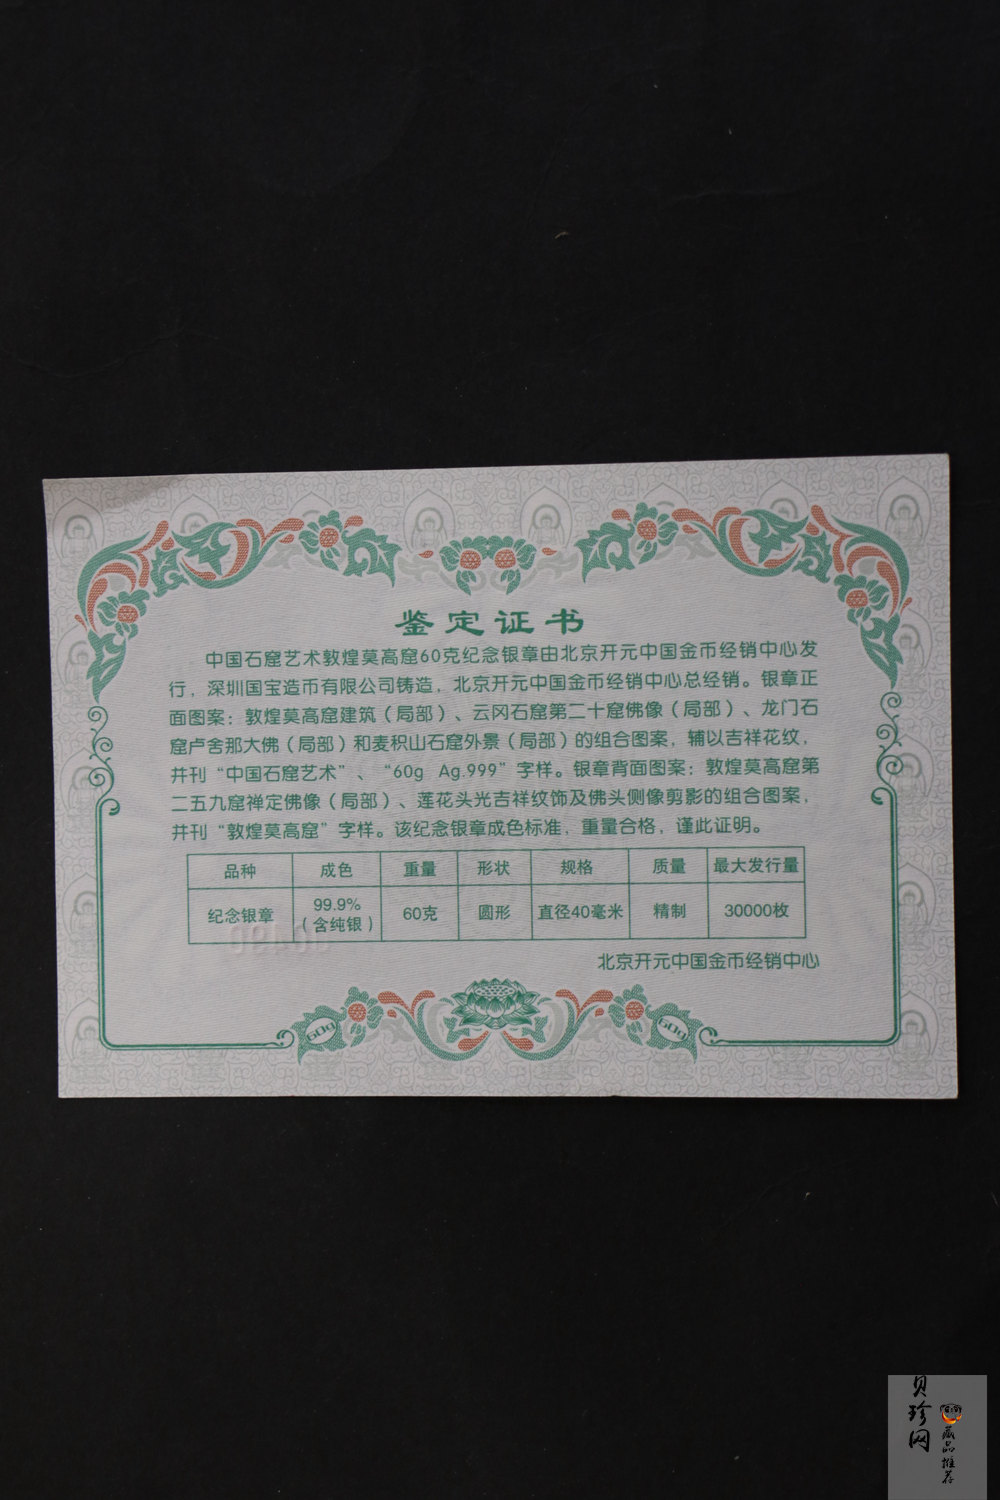 鉴定证书
中国石窟艺术敦煌莫高窟60克纪念银章由北京开元中国金币经销中心发
行，深圳国宝造币有限公司铸造，北京开元中国金币经销中心总经销。银章正
面图案：敦煌莫高窟建筑（局部）、云冈石窟第二十窟佛像（局部）、龙门石
窟卢舍那大佛（局部）和麦积山石窟外景（局部）的组合图案，辅以吉祥花纹，
并刊“中国石窟艺术”、“60g Ag.999”字样。银章背面图案：敦煌莫高窟第
二五九窟禅定佛像（局部）、莲花头光吉祥纹饰及佛头侧像剪影的组合图案，
并刊“敦煌莫高窟”字样。该纪念银章成色标准，重量合格，谨此证明。
品种 成色 重量 形状 规格 质量 最大发行量
纪念银章 99.9%（含纯银） 60克 圆形 直径40毫米 精制 30000枚
北京开元中国金币经销中心
60g 60g
贝珍网
藏品推荐